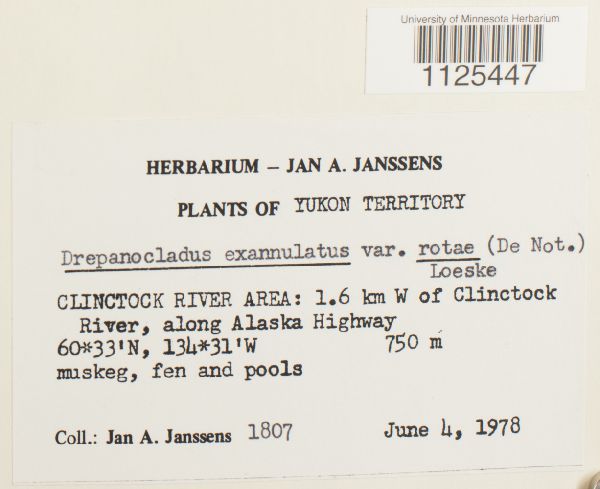 University of Minnesota Herbarium
1125447
HERBARIUM – JAN A. JANSSENS
PLANTS OF YUKON TERRITORY
Drepanocladus exannulatus var. rotae (De Not.)
Loeske
CLINCTOCK RIVER AREA: 1.6 km W of Clinctock
River, along Alaska Highway
60*33'N, 134*31'W 750 m
muskeg, fen and pools
Coll.: Jan A. Janssens 1807 June 4, 1978